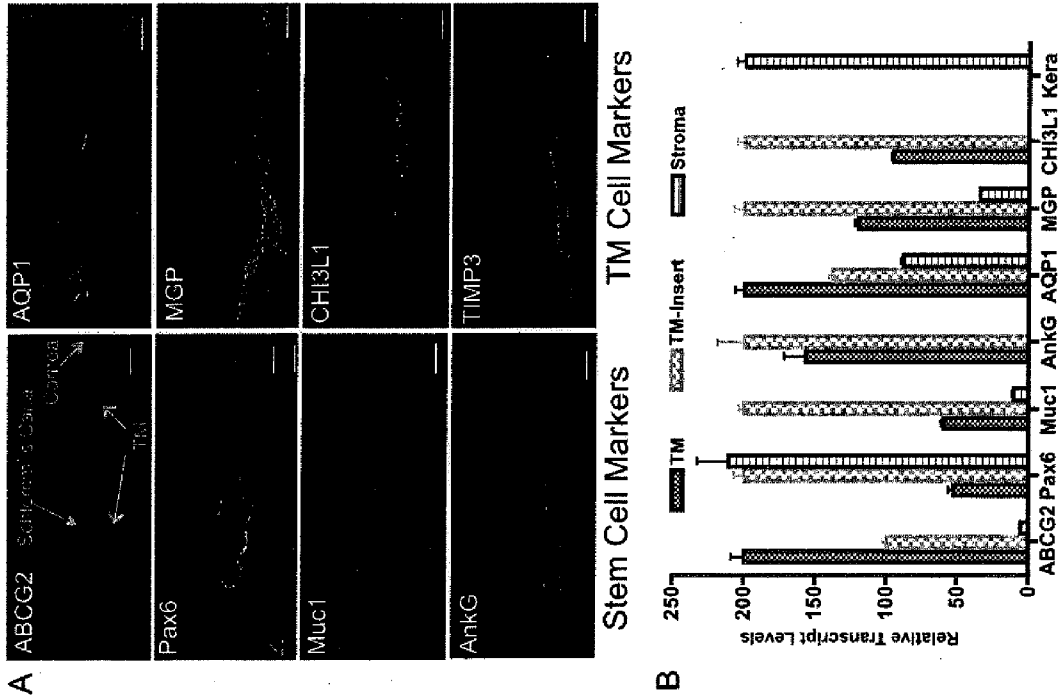 A
ABCG2
Schlemm's Canal
Cornea
TM
Pax6
Muc1
AnkG
Stem Cell Markers
AQP1
MGP
CHI3L1
TIMP3
TM Cell Markers
B
TM
TM-Insert
Stroma
Relative Transcript Levels
250
200
150
100
50
0
ABCG2 Pax6 Muc1 AnkG AQP1 MGP CHI3L1 Kera